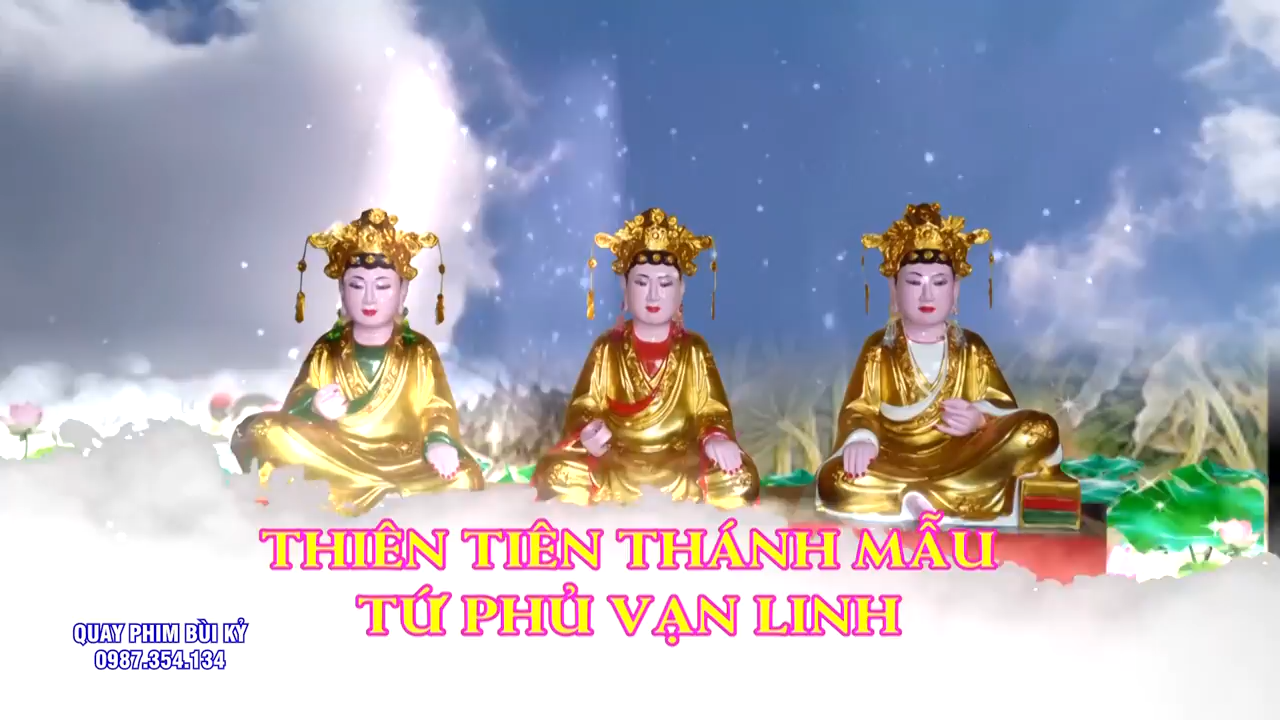 THIÊN TIÊN THÁNH MẪU
TỨ PHỦ VẠN LINH
QUAY PHIM BÙI KỶ
0987.354.134